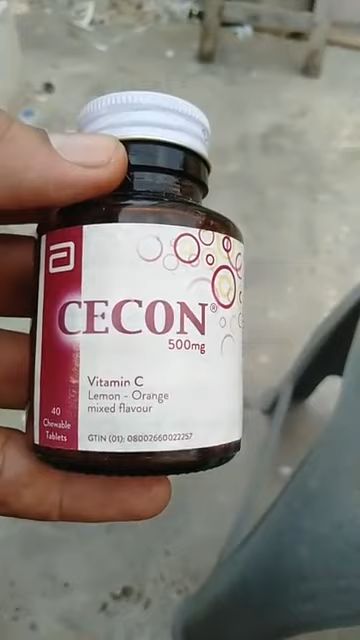 CECON®
500mg
Vitamin C
Lemon - Orange
mixed flavour
40
Chewable
Tablets
GTIN (01): 08002660022257